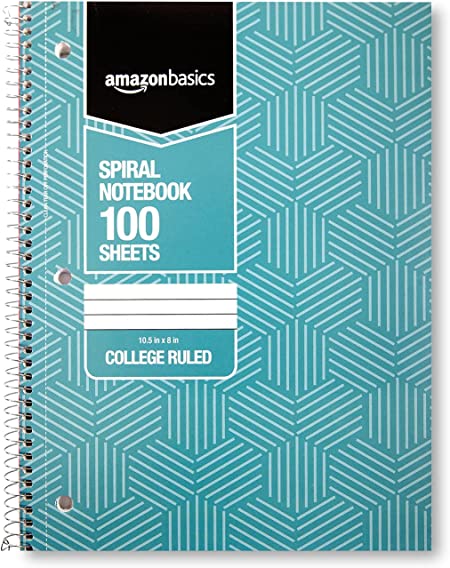 amazonbasics
SPIRAL
NOTEBOOK
100
SHEETS
10.5 in x 8 in
COLLEGE RULED